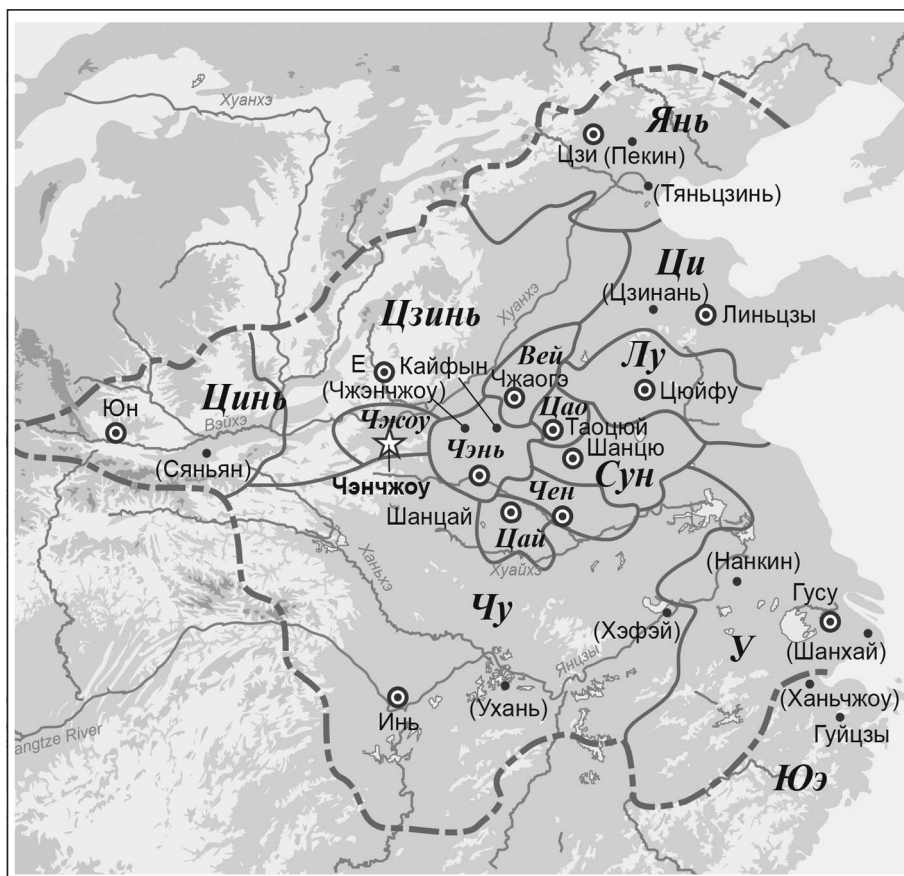 Хуанхэ
Янь
Цзи (Пекин)
(Тяньцзинь)
Ци
(Цзинань)
Линьцзы
Хуанхэ
Цзинь
Вей
Чжаогэ
Лу
Цюйфу
Е
Кайфын
(Чжэнчжоу)
Цинь
Юн
Вэйхэ
(Сяньян)
Чжоу
Чэнчжоу
Чэнь
Цао
Таоцюй
Шанцю
Сун
Чен
Шанцай
Цай
Хуайхэ
Ханьхэ
Чу
(Нанкин)
Гусу
(Хэфэй)
У
(Шанхай)
Янцзы
Инь
(Ухань)
(Ханьчжоу)
Гуйцзы
Юэ
angtze River